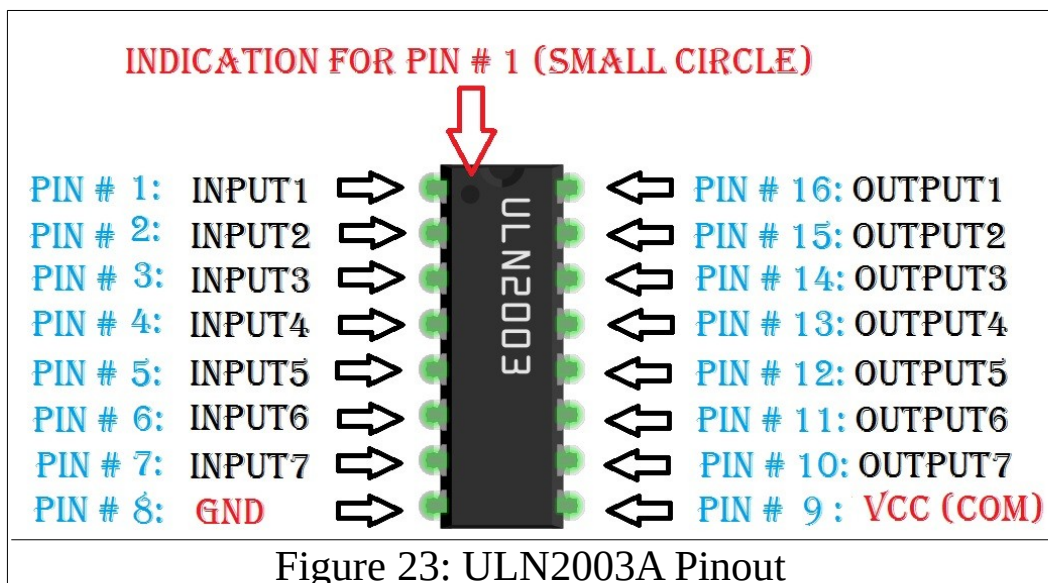 INDICATION FOR PIN # 1 (SMALL CIRCLE)
PIN # 1: INPUT1
PIN # 2: INPUT2
PIN # 3: INPUT3
PIN # 4: INPUT4
PIN # 5: INPUT5
PIN # 6: INPUT6
PIN # 7: INPUT7
PIN # 8: GND
ULN2003
PIN # 16: OUTPUT1
PIN # 15: OUTPUT2
PIN # 14: OUTPUT3
PIN # 13: OUTPUT4
PIN # 12: OUTPUT5
PIN # 11: OUTPUT6
PIN # 10: OUTPUT7
PIN # 9 : VCC (COM)
Figure 23: ULN2003A Pinout